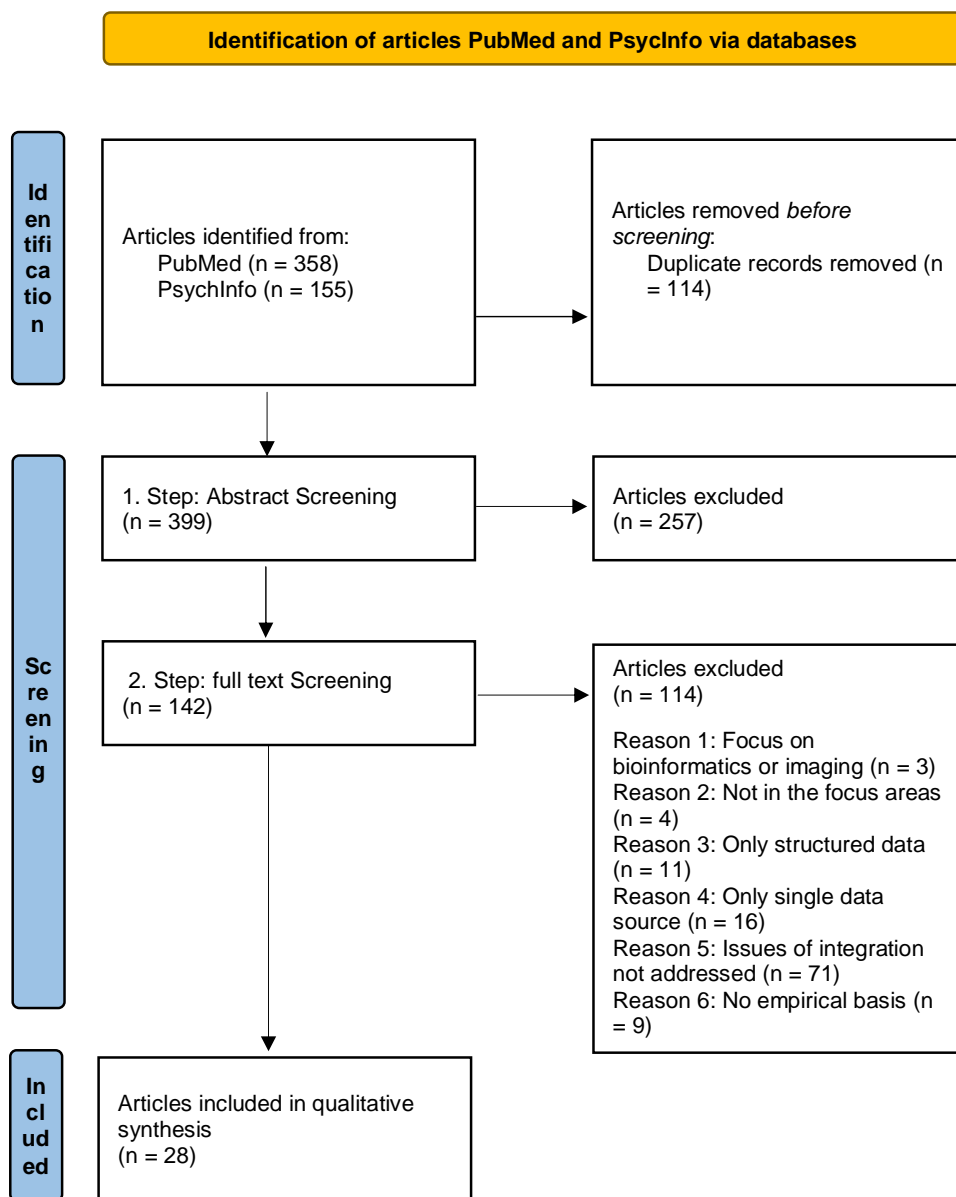 Identification of articles PubMed and PsycInfo via databases
Id
en
tifi
ca
tio
n
Articles identified from:
PubMed (n = 358)
PsychInfo (n = 155)
Articles removed before
screening:
Duplicate records removed (n
= 114)
Sc
re
en
in
g
1. Step: Abstract Screening
(n = 399)
Articles excluded
(n = 257)
2. Step: full text Screening
(n = 142)
Articles excluded
(n = 114)
Reason 1: Focus on
bioinformatics or imaging (n = 3)
Reason 2: Not in the focus areas
(n = 4)
Reason 3: Only structured data
(n = 11)
Reason 4: Only single data
source (n = 16)
Reason 5: Issues of integration
not addressed (n = 71)
Reason 6: No empirical basis (n
= 9)
In
cl
ud
ed
Articles included in qualitative
synthesis
(n = 28)